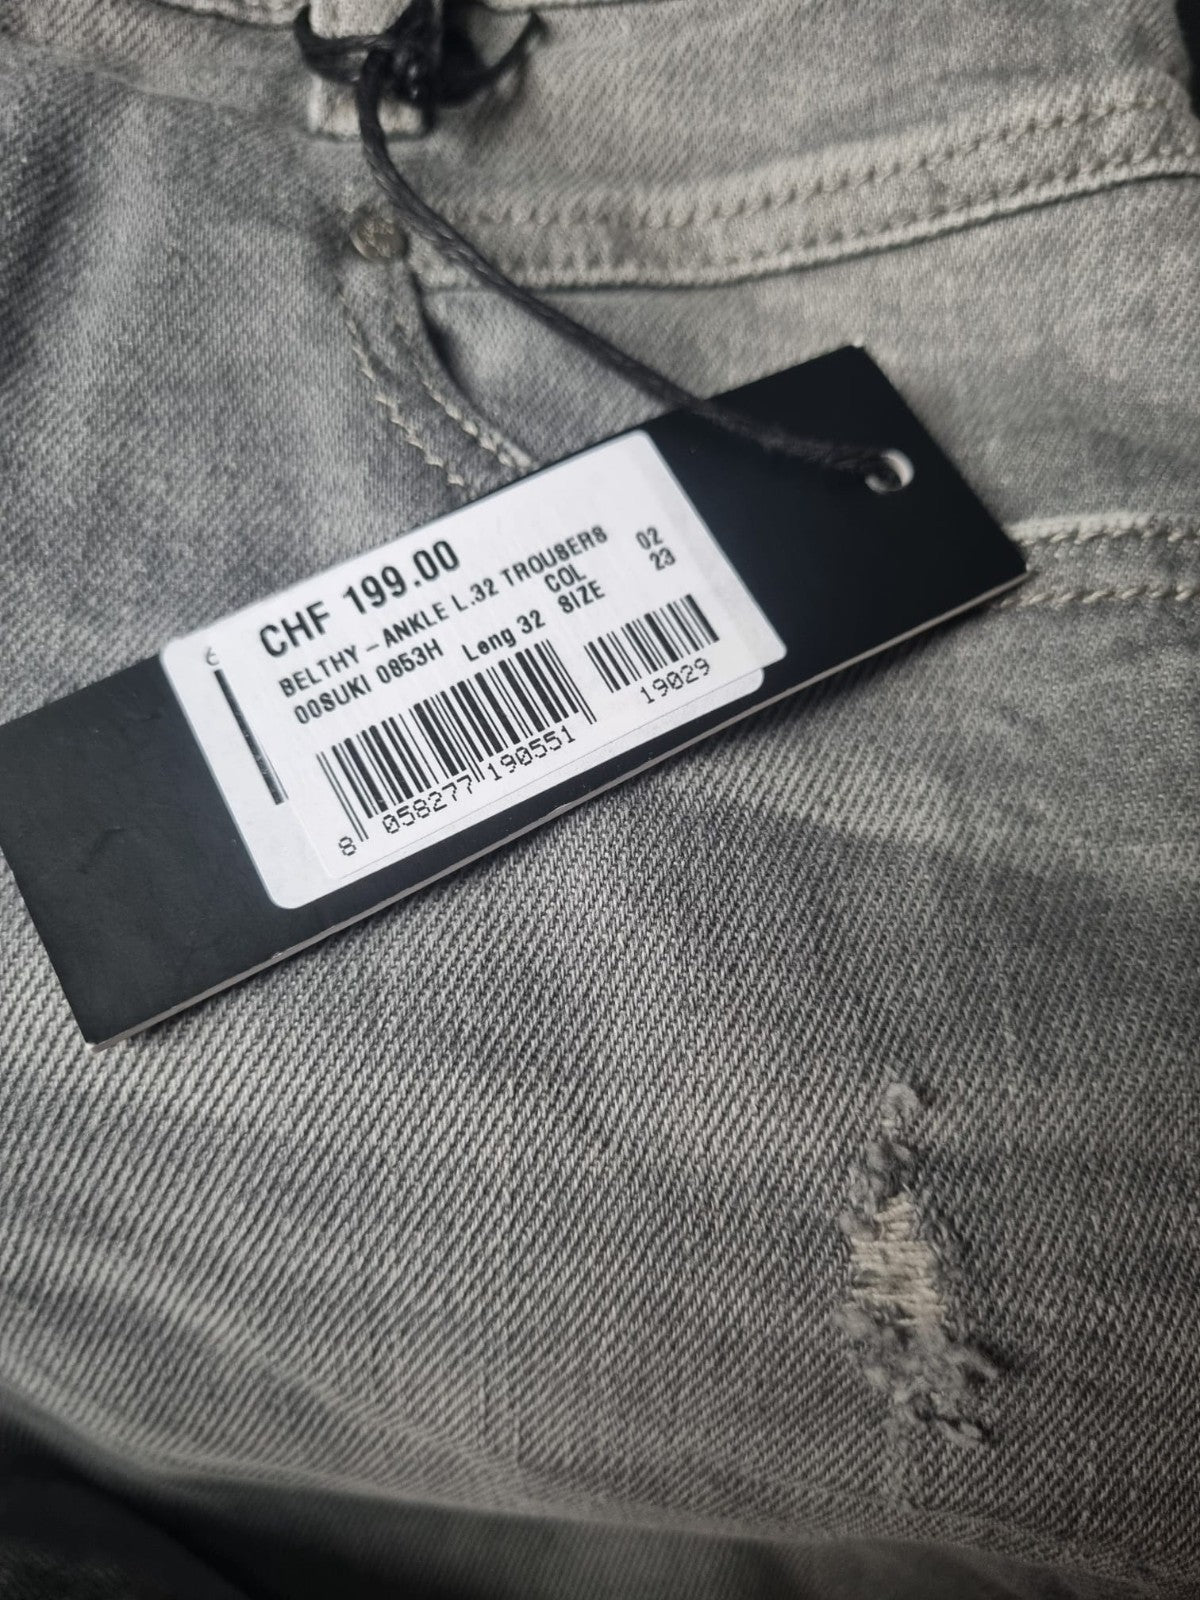 CHF 199.00
BELTHY - ANKLE L.32 TROUSERS
00SUKI 0853H Leng 32
COL 02
SIZE 23
8 058277 190551
19029
6